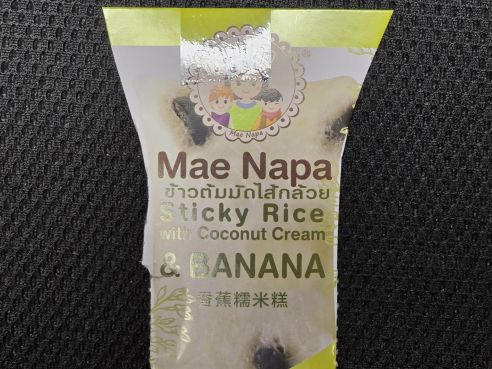 Mae Napa
Mae Napa
ข้าวต้มมัดไส้กล้วย
Sticky Rice
with Coconut Cream
& BANANA
香蕉糯米糕